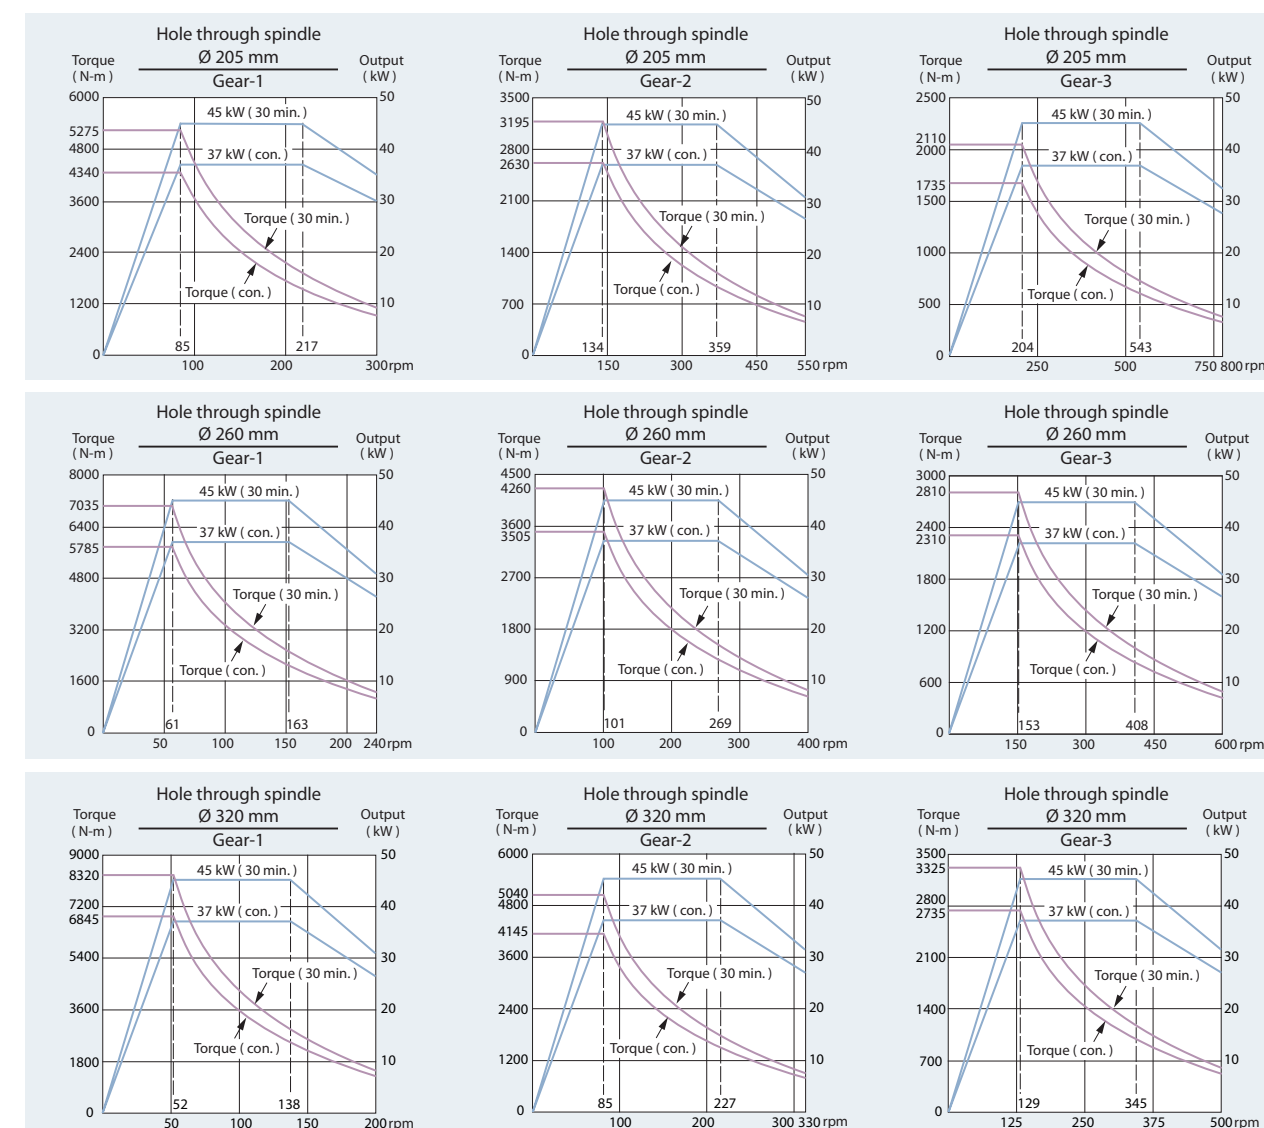 Hole through spindle
Ø 205 mm
Gear-1
Torque
( N-m )
Output
( kW )
6000
5275
4800
4340
3600
2400
1200
0
50
40
30
20
10
45 kW ( 30 min. )
37 kW ( con. )
Torque ( 30 min. )
Torque ( con. )
85
217
100
200
300rpm
Hole through spindle
Ø 205 mm
Gear-2
Torque
( N-m )
Output
( kW )
3500
3195
2800
2630
2100
1400
700
0
50
40
30
20
10
45 kW ( 30 min. )
37 kW ( con. )
Torque ( 30 min. )
Torque ( con. )
134
359
150
300
450
550 rpm
Hole through spindle
Ø 205 mm
Gear-3
Torque
( N-m )
Output
( kW )
2500
2110
2000
1735
1500
1000
500
0
50
40
30
20
10
45 kW ( 30 min. )
37 kW ( con. )
Torque ( 30 min. )
Torque ( con. )
204
543
250
500
750 800rpm
Hole through spindle
Ø 260 mm
Gear-1
Torque
( N-m )
Output
( kW )
8000
7035
6400
5785
4800
3200
1600
0
50
40
30
20
10
45 kW ( 30 min. )
37 kW ( con. )
Torque ( 30 min. )
Torque ( con. )
61
163
50
100
150
200
240rpm
Hole through spindle
Ø 260 mm
Gear-2
Torque
( N-m )
Output
( kW )
4500
4260
3600
3505
2700
1800
900
0
50
40
30
20
10
45 kW ( 30 min. )
37 kW ( con. )
Torque ( 30 min. )
Torque ( con. )
101
269
100
200
300
400 rpm
Hole through spindle
Ø 260 mm
Gear-3
Torque
( N-m )
Output
( kW )
3000
2810
2400
2310
1800
1200
600
0
50
40
30
20
10
45 kW ( 30 min. )
37 kW ( con. )
Torque ( 30 min. )
Torque ( con. )
153
408
150
300
450
600 rpm
Hole through spindle
Ø 320 mm
Gear-1
Torque
( N-m )
Output
( kW )
9000
8320
7200
6845
5400
3600
1800
0
50
40
30
20
10
45 kW ( 30 min. )
37 kW ( con. )
Torque ( 30 min. )
Torque ( con. )
52
138
50
100
150
200rpm
Hole through spindle
Ø 320 mm
Gear-2
Torque
( N-m )
Output
( kW )
6000
5040
4800
4145
3600
2400
1200
0
50
40
30
20
10
45 kW ( 30 min. )
37 kW ( con. )
Torque ( 30 min. )
Torque ( con. )
85
227
100
200
300 330 rpm
Hole through spindle
Ø 320 mm
Gear-3
Torque
( N-m )
Output
( kW )
3500
3325
2800
2735
2100
1400
700
0
50
40
30
20
10
45 kW ( 30 min. )
37 kW ( con. )
Torque ( 30 min. )
Torque ( con. )
129
345
125
250
375
500rpm